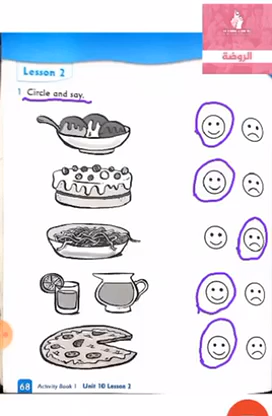 الروضة
Lesson 2
1 Circle and say.
68 Activity Book 1 Unit 10 Lesson 2